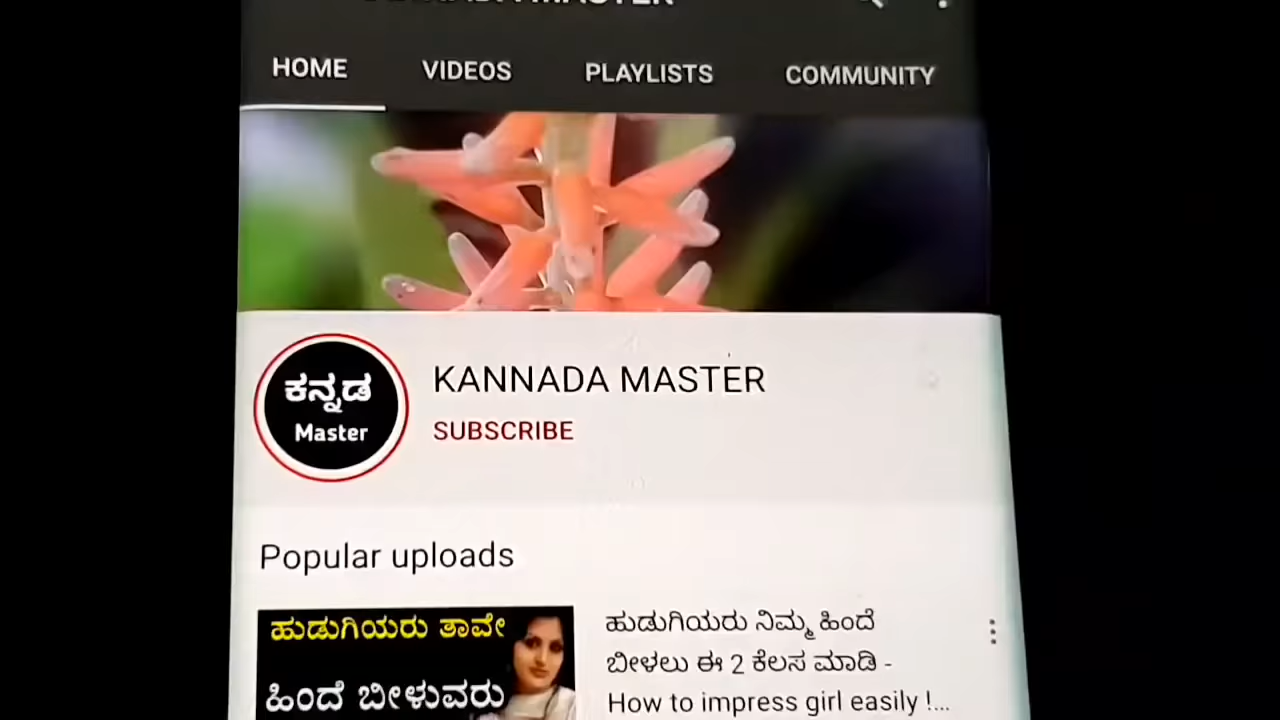 HOME VIDEOS PLAYLISTS COMMUNITY
ಕನ್ನಡ
Master
KANNADA MASTER
SUBSCRIBE
Popular uploads
ಹುಡುಗಿಯರು ತಾವೇ
ಹಿಂದೆ ಬೀಳುವರು
ಹುಡುಗಿಯರು ನಿಮ್ಮ ಹಿಂದೆ
ಬೀಳಲು ಈ 2 ಕೆಲಸ ಮಾಡಿ -
How to impress girl easily !...